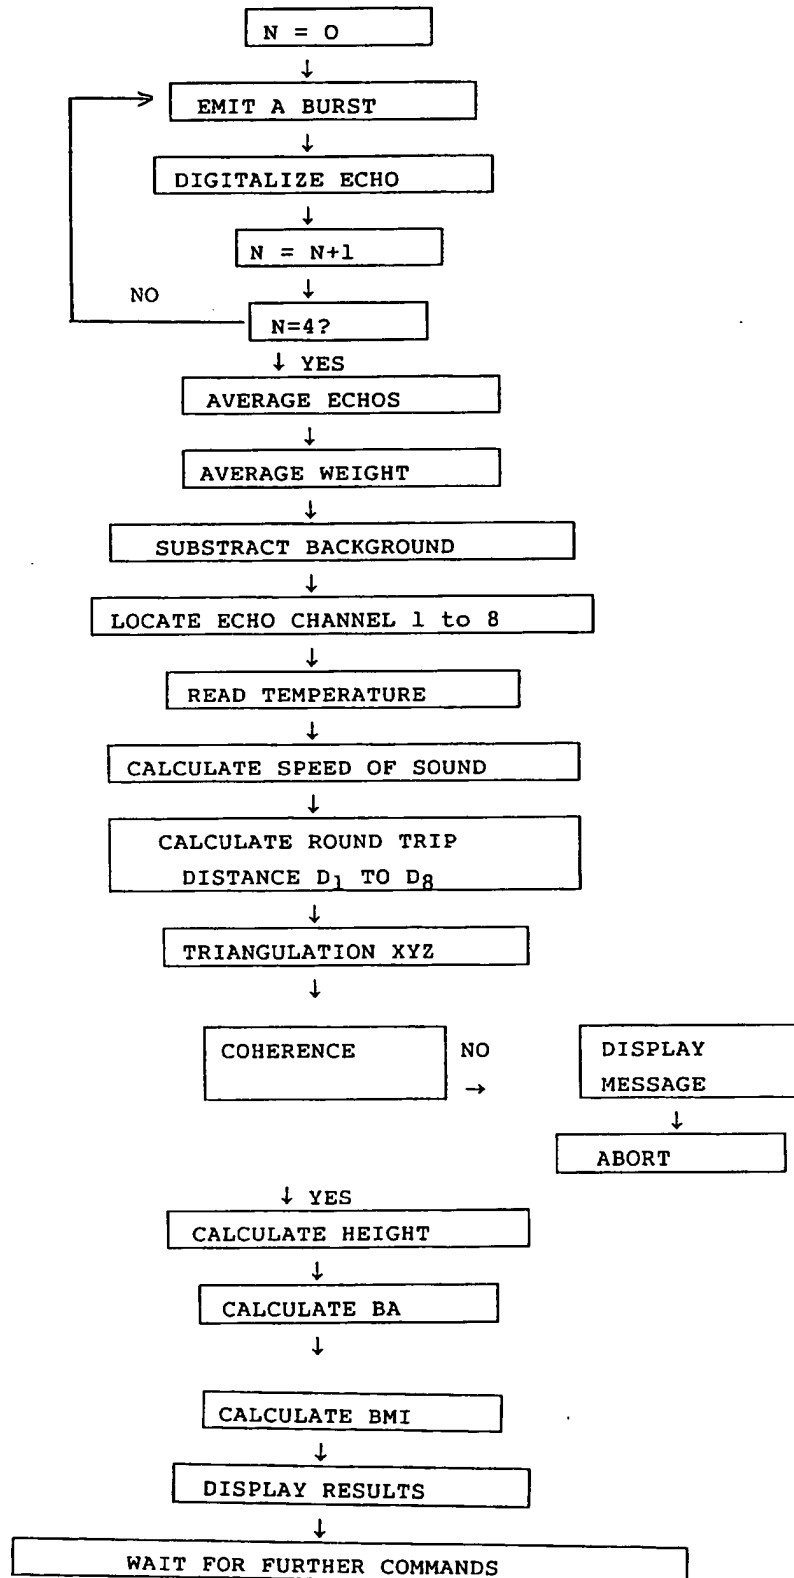 N = 0
↓
EMIT A BURST
↓
DIGITALIZE ECHO
↓
N = N+1
↓
NO
N=4?
↓ YES
AVERAGE ECHOS
↓
AVERAGE WEIGHT
↓
SUBSTRACT BACKGROUND
↓
LOCATE ECHO CHANNEL 1 to 8
↓
READ TEMPERATURE
↓
CALCULATE SPEED OF SOUND
↓
CALCULATE ROUND TRIP
DISTANCE D1 TO D8
↓
TRIANGULATION XYZ
↓
COHERENCE NO DISPLAY
→ MESSAGE
↓
ABORT
↓ YES
CALCULATE HEIGHT
↓
CALCULATE BA
↓
CALCULATE BMI
↓
DISPLAY RESULTS
↓
WAIT FOR FURTHER COMMANDS